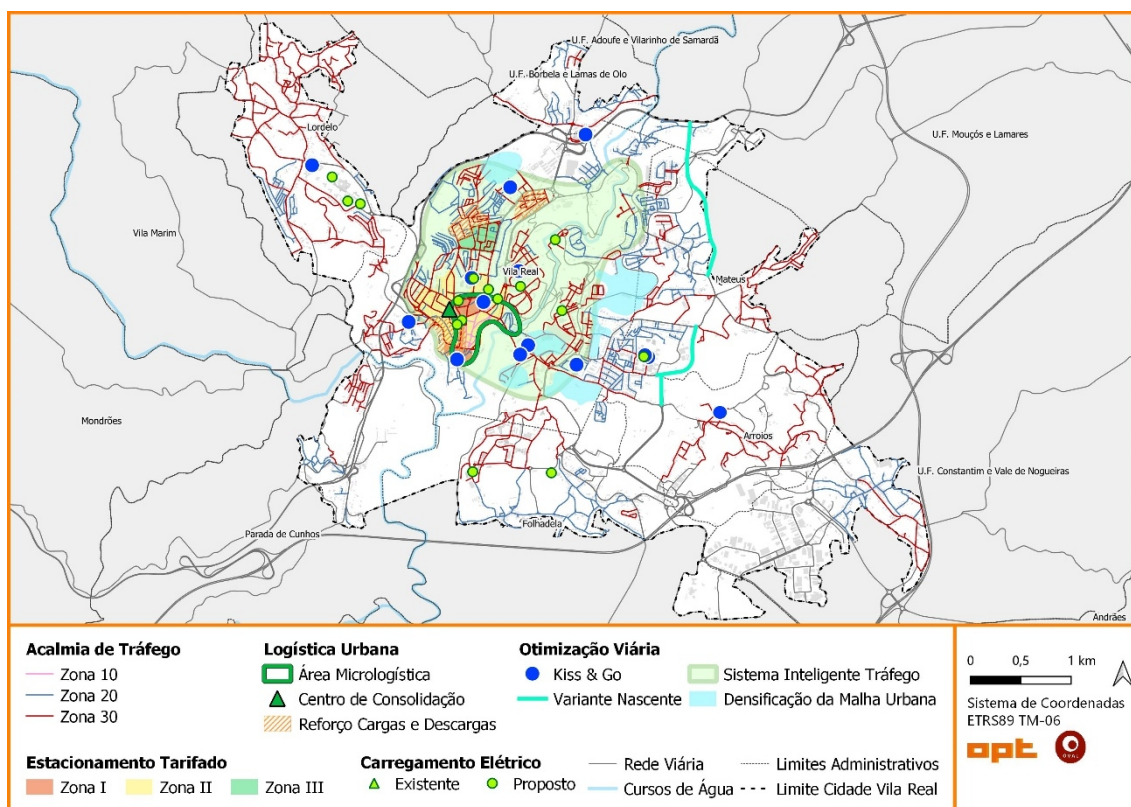 U.F. Adoufe e Vilarinho de Samardã
U.F. Borbela e Lamas de Olo
Lordelo
U.F. Mouçós e Lamares
Vila Marim
Vila Real
Mateus
Mondrões
Arroios
U.F. Constantim e Vale de Nogueiras
Folhadela
Parada de Cunhos
Andrães
Acalmia de Tráfego
Zona 10
Zona 20
Zona 30
Logística Urbana
Área Micrologística
Centro de Consolidação
Reforço Cargas e Descargas
Otimização Viária
Kiss & Go
Sistema Inteligente Tráfego
Variante Nascente
Densificação da Malha Urbana
Estacionamento Tarifado
Zona I
Zona II
Zona III
Carregamento Elétrico
Existente
Proposto
Rede Viária
Limites Administrativos
Cursos de Água
Limite Cidade Vila Real
0 0,5 1 km
Sistema de Coordenadas
ETRS89 TM-06
opt